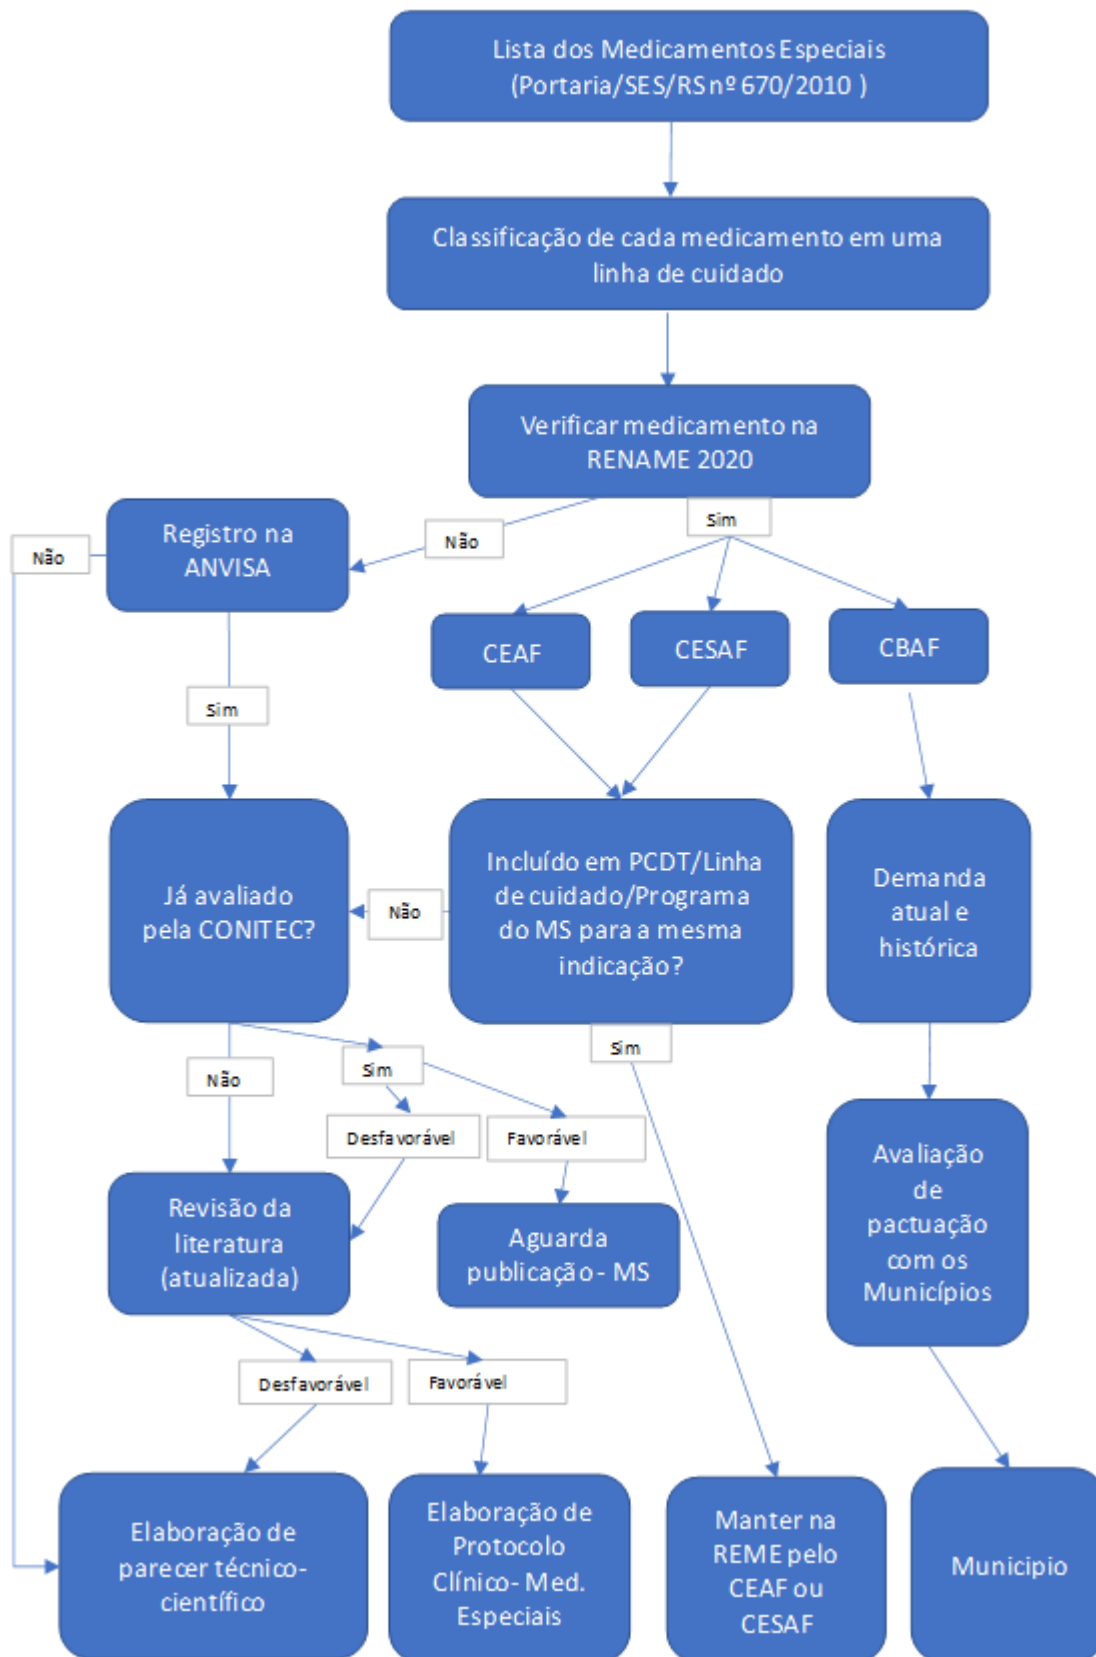 Lista dos Medicamentos Especiais
(Portaria/SES/RS nº 670/2010 )
Classificação de cada medicamento em uma
linha de cuidado
Verificar medicamento na
RENAME 2020
Sim
Não
Registro na
ANVISA
Não
Sim
CEAF
CESAF
CBAF
Já avaliado
pela CONITEC?
Não
Incluído em PCDT/Linha
de cuidado/Programa
do MS para a mesma
indicação?
Demanda
atual e
histórica
Não
Sim
Sim
Desfavorável
Favorável
Revisão da
literatura
(atualizada)
Aguarda
publicação - MS
Avaliação
de
pactuação
com os
Municípios
Desfavorável
Favorável
Elaboração de
parecer técnico-
científico
Elaboração de
Protocolo
Clínico- Med.
Especiais
Manter na
REME pelo
CEAF ou
CESAF
Municipio